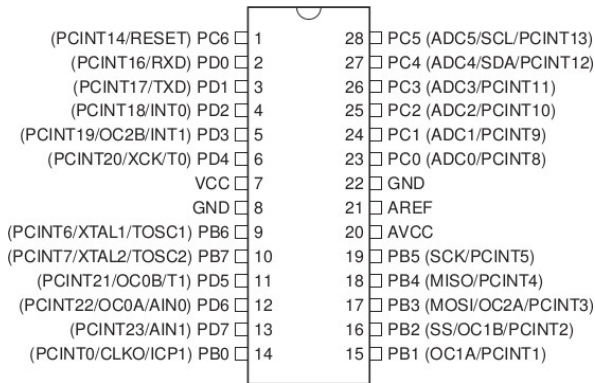 (PCINT14/RESET) PC6 1 28 PC5 (ADC5/SCL/PCINT13)
(PCINT16/RXD) PD0 2 27 PC4 (ADC4/SDA/PCINT12)
(PCINT17/TXD) PD1 3 26 PC3 (ADC3/PCINT11)
(PCINT18/INT0) PD2 4 25 PC2 (ADC2/PCINT10)
(PCINT19/OC2B/INT1) PD3 5 24 PC1 (ADC1/PCINT9)
(PCINT20/XCK/T0) PD4 6 23 PC0 (ADC0/PCINT8)
VCC 7 22 GND
GND 8 21 AREF
(PCINT6/XTAL1/TOSC1) PB6 9 20 AVCC
(PCINT7/XTAL2/TOSC2) PB7 10 19 PB5 (SCK/PCINT5)
(PCINT21/OC0B/T1) PD5 11 18 PB4 (MISO/PCINT4)
(PCINT22/OC0A/AIN0) PD6 12 17 PB3 (MOSI/OC2A/PCINT3)
(PCINT23/AIN1) PD7 13 16 PB2 (SS/OC1B/PCINT2)
(PCINT0/CLKO/ICP1) PB0 14 15 PB1 (OC1A/PCINT1)